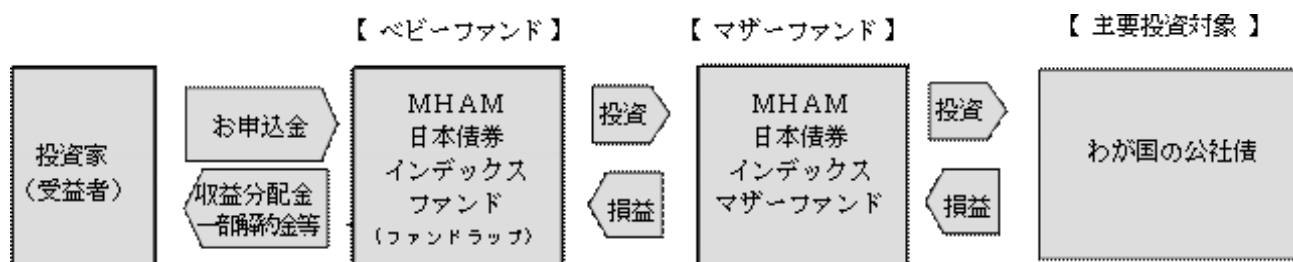 【 ベビーファンド】
【 マザーファンド】
【 主要投資対象 】
投資家
（受益者）
お申込金
収益分配金
一部解約金等
MHAM
日本債券
インデックス
ファンド
（ファンドラップ）
投資
損益
MHAM
日本債券
インデックス
マザーファンド
投資
損益
わが国の公社債